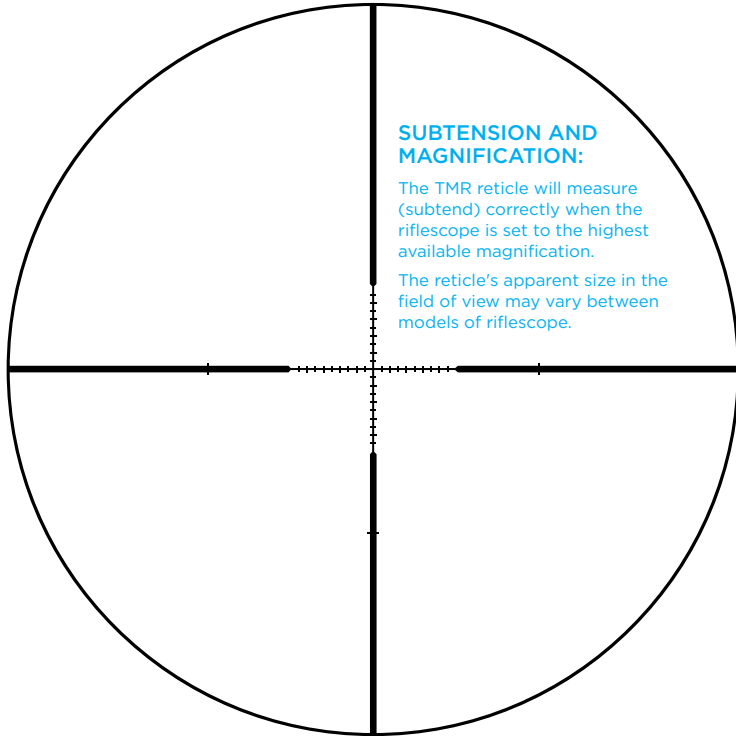 SUBTENSION AND
MAGNIFICATION:
The TMR reticle will measure
(subtend) correctly when the
riflescope is set to the highest
available magnification.
The reticle's apparent size in the
field of view may vary between
models of riflescope.